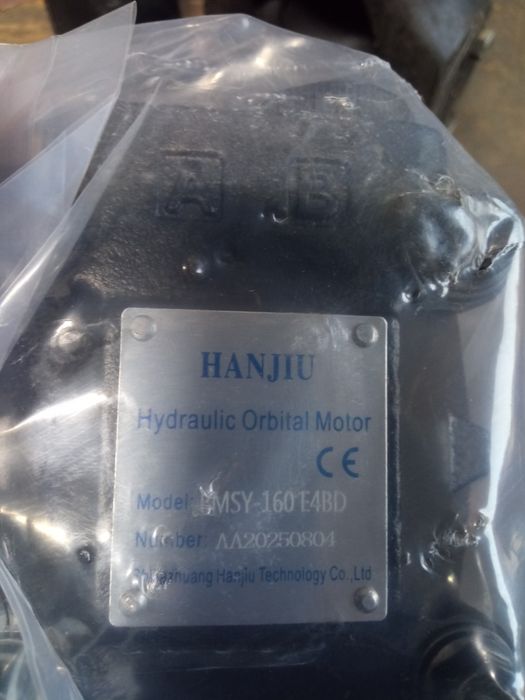 A B
HANJIU
Hydraulic Orbital Motor
CE
Model: BMSY-160 E4BD
Number: AA20250804
Shijiazhuang Hanjiu Technology Co.,Ltd